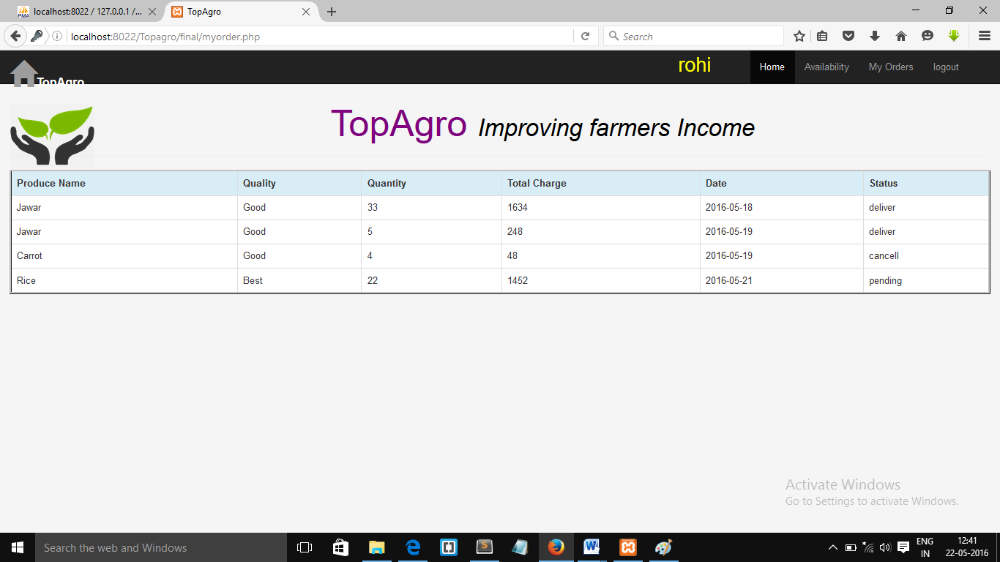 PMA localhost:8022 / 127.0.0.1 /... TopAgro
localhost:8022/Topagro/final/myorder.php Search
TopAgro rohi Home Availability My Orders logout
TopAgro Improving farmers Income
Produce Name Quality Quantity Total Charge Date Status
Jawar Good 33 1634 2016-05-18 deliver
Jawar Good 5 248 2016-05-19 deliver
Carrot Good 4 48 2016-05-19 cancell
Rice Best 22 1452 2016-05-21 pending
Activate Windows
Go to Settings to activate Windows.
Search the web and Windows ENG 12:41
IN 22-05-2016